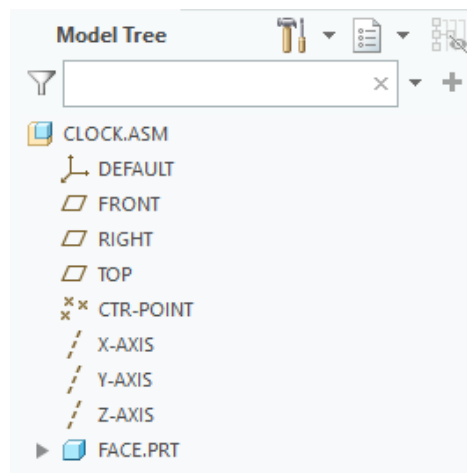 Model Tree
CLOCK.ASM
DEFAULT
FRONT
RIGHT
TOP
CTR-POINT
X-AXIS
Y-AXIS
Z-AXIS
FACE.PRT